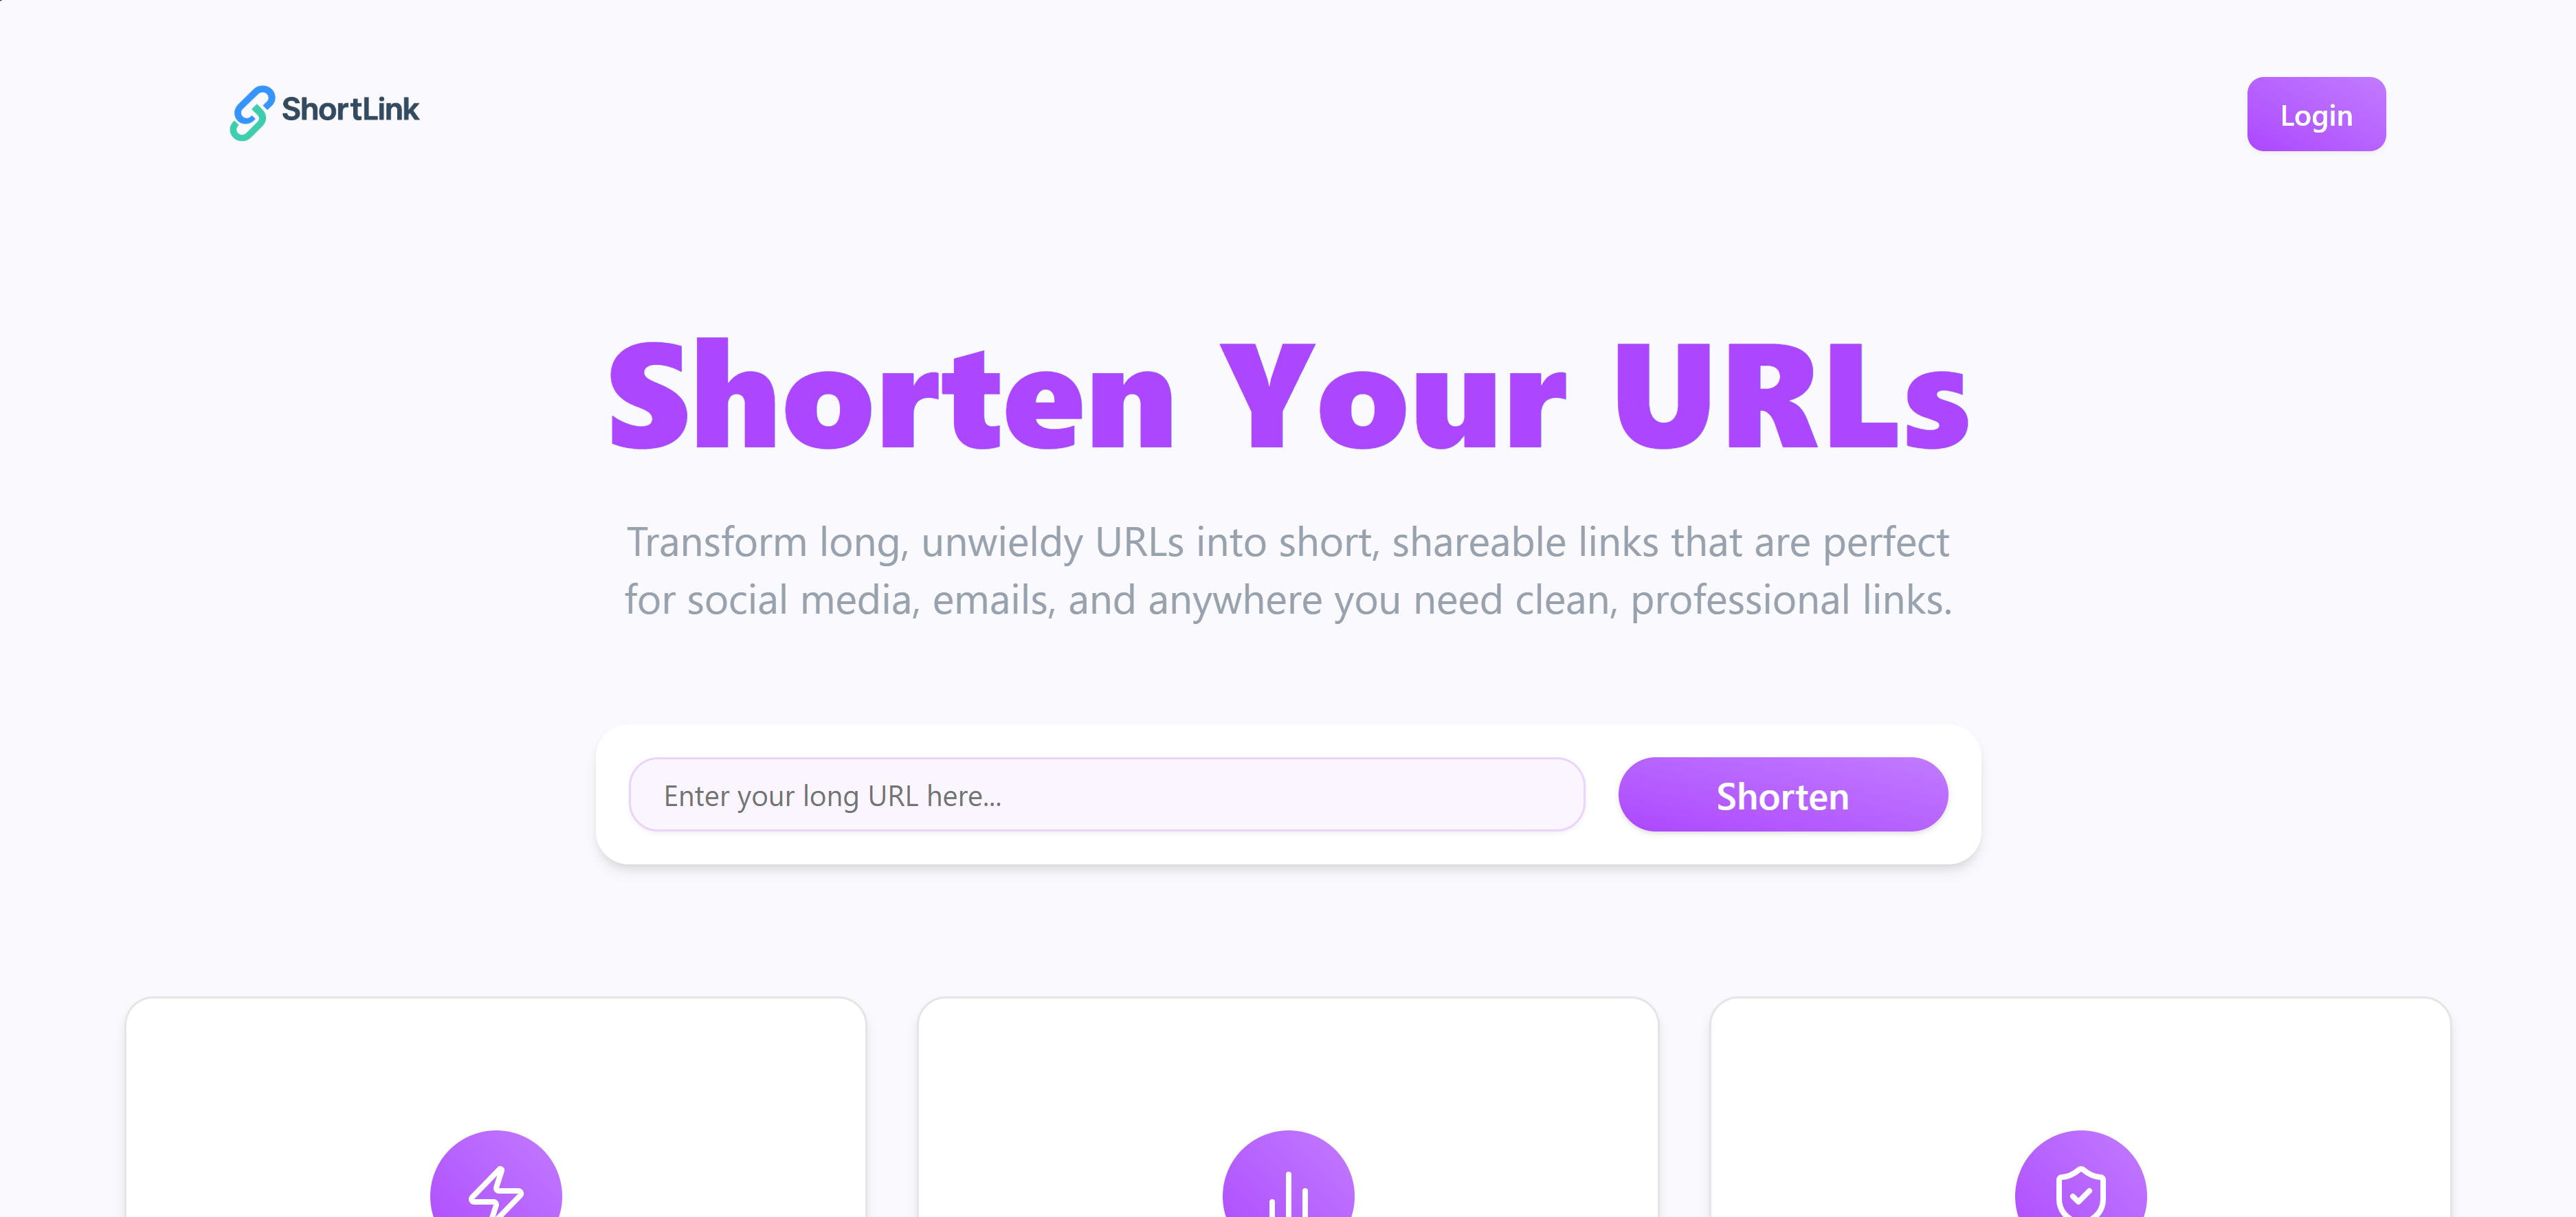 ShortLink
Login
Shorten Your URLs
Transform long, unwieldy URLs into short, shareable links that are perfect
for social media, emails, and anywhere you need clean, professional links.
Enter your long URL here...
Shorten